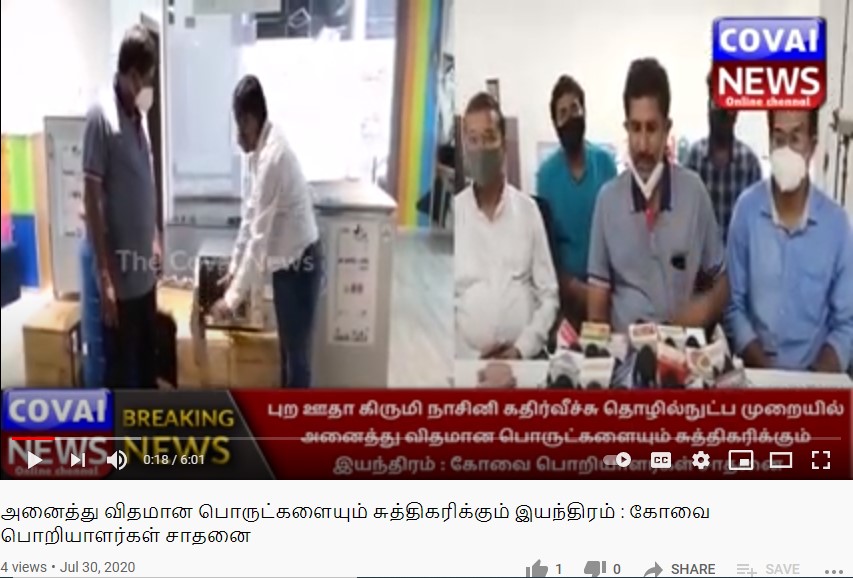 COVAI
NEWS
Online channel
The Covai News
COVAI
NEWS
Online channel
BREAKING
NEWS
புற ஊதா கிருமி நாசினி கதிர்வீச்சு தொழில்நுட்ப முறையில்
அனைத்து விதமான பொருட்களையும் சுத்திகரிக்கும்
இயந்திரம் : கோவை பொறியாளர்கள் சாதனை
0:18 / 6:01
CC
அனைத்து விதமான பொருட்களையும் சுத்திகரிக்கும் இயந்திரம் : கோவை
பொறியாளர்கள் சாதனை
4 views • Jul 30, 2020
1
0
SHARE
SAVE